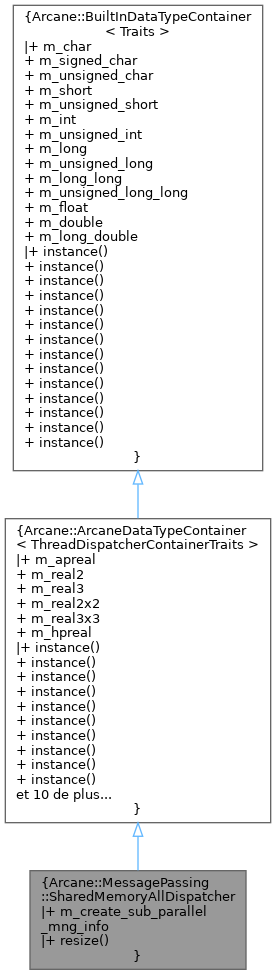 {Arcane::BuiltInDataTypeContainer
< Traits >
|+ m_char
+ m_signed_char
+ m_unsigned_char
+ m_short
+ m_unsigned_short
+ m_int
+ m_unsigned_int
+ m_long
+ m_unsigned_long
+ m_long_long
+ m_unsigned_long_long
+ m_float
+ m_double
+ m_long_double
|+ instance()
+ instance()
+ instance()
+ instance()
+ instance()
+ instance()
+ instance()
+ instance()
+ instance()
+ instance()
+ instance()
+ instance()
+ instance()
+ instance()
}
{Arcane::ArcaneDataTypeContainer
< ThreadDispatcherContainerTraits >
|+ m_apreal
+ m_real2
+ m_real3
+ m_real2x2
+ m_real3x3
+ m_hpreal
|+ instance()
+ instance()
+ instance()
+ instance()
+ instance()
+ instance()
+ instance()
+ instance()
+ instance()
+ instance()
et 10 de plus...
}
{Arcane::MessagePassing
::SharedMemoryAllDispatcher
|+ m_create_sub_parallel
_mng_info
|+ resize()
}